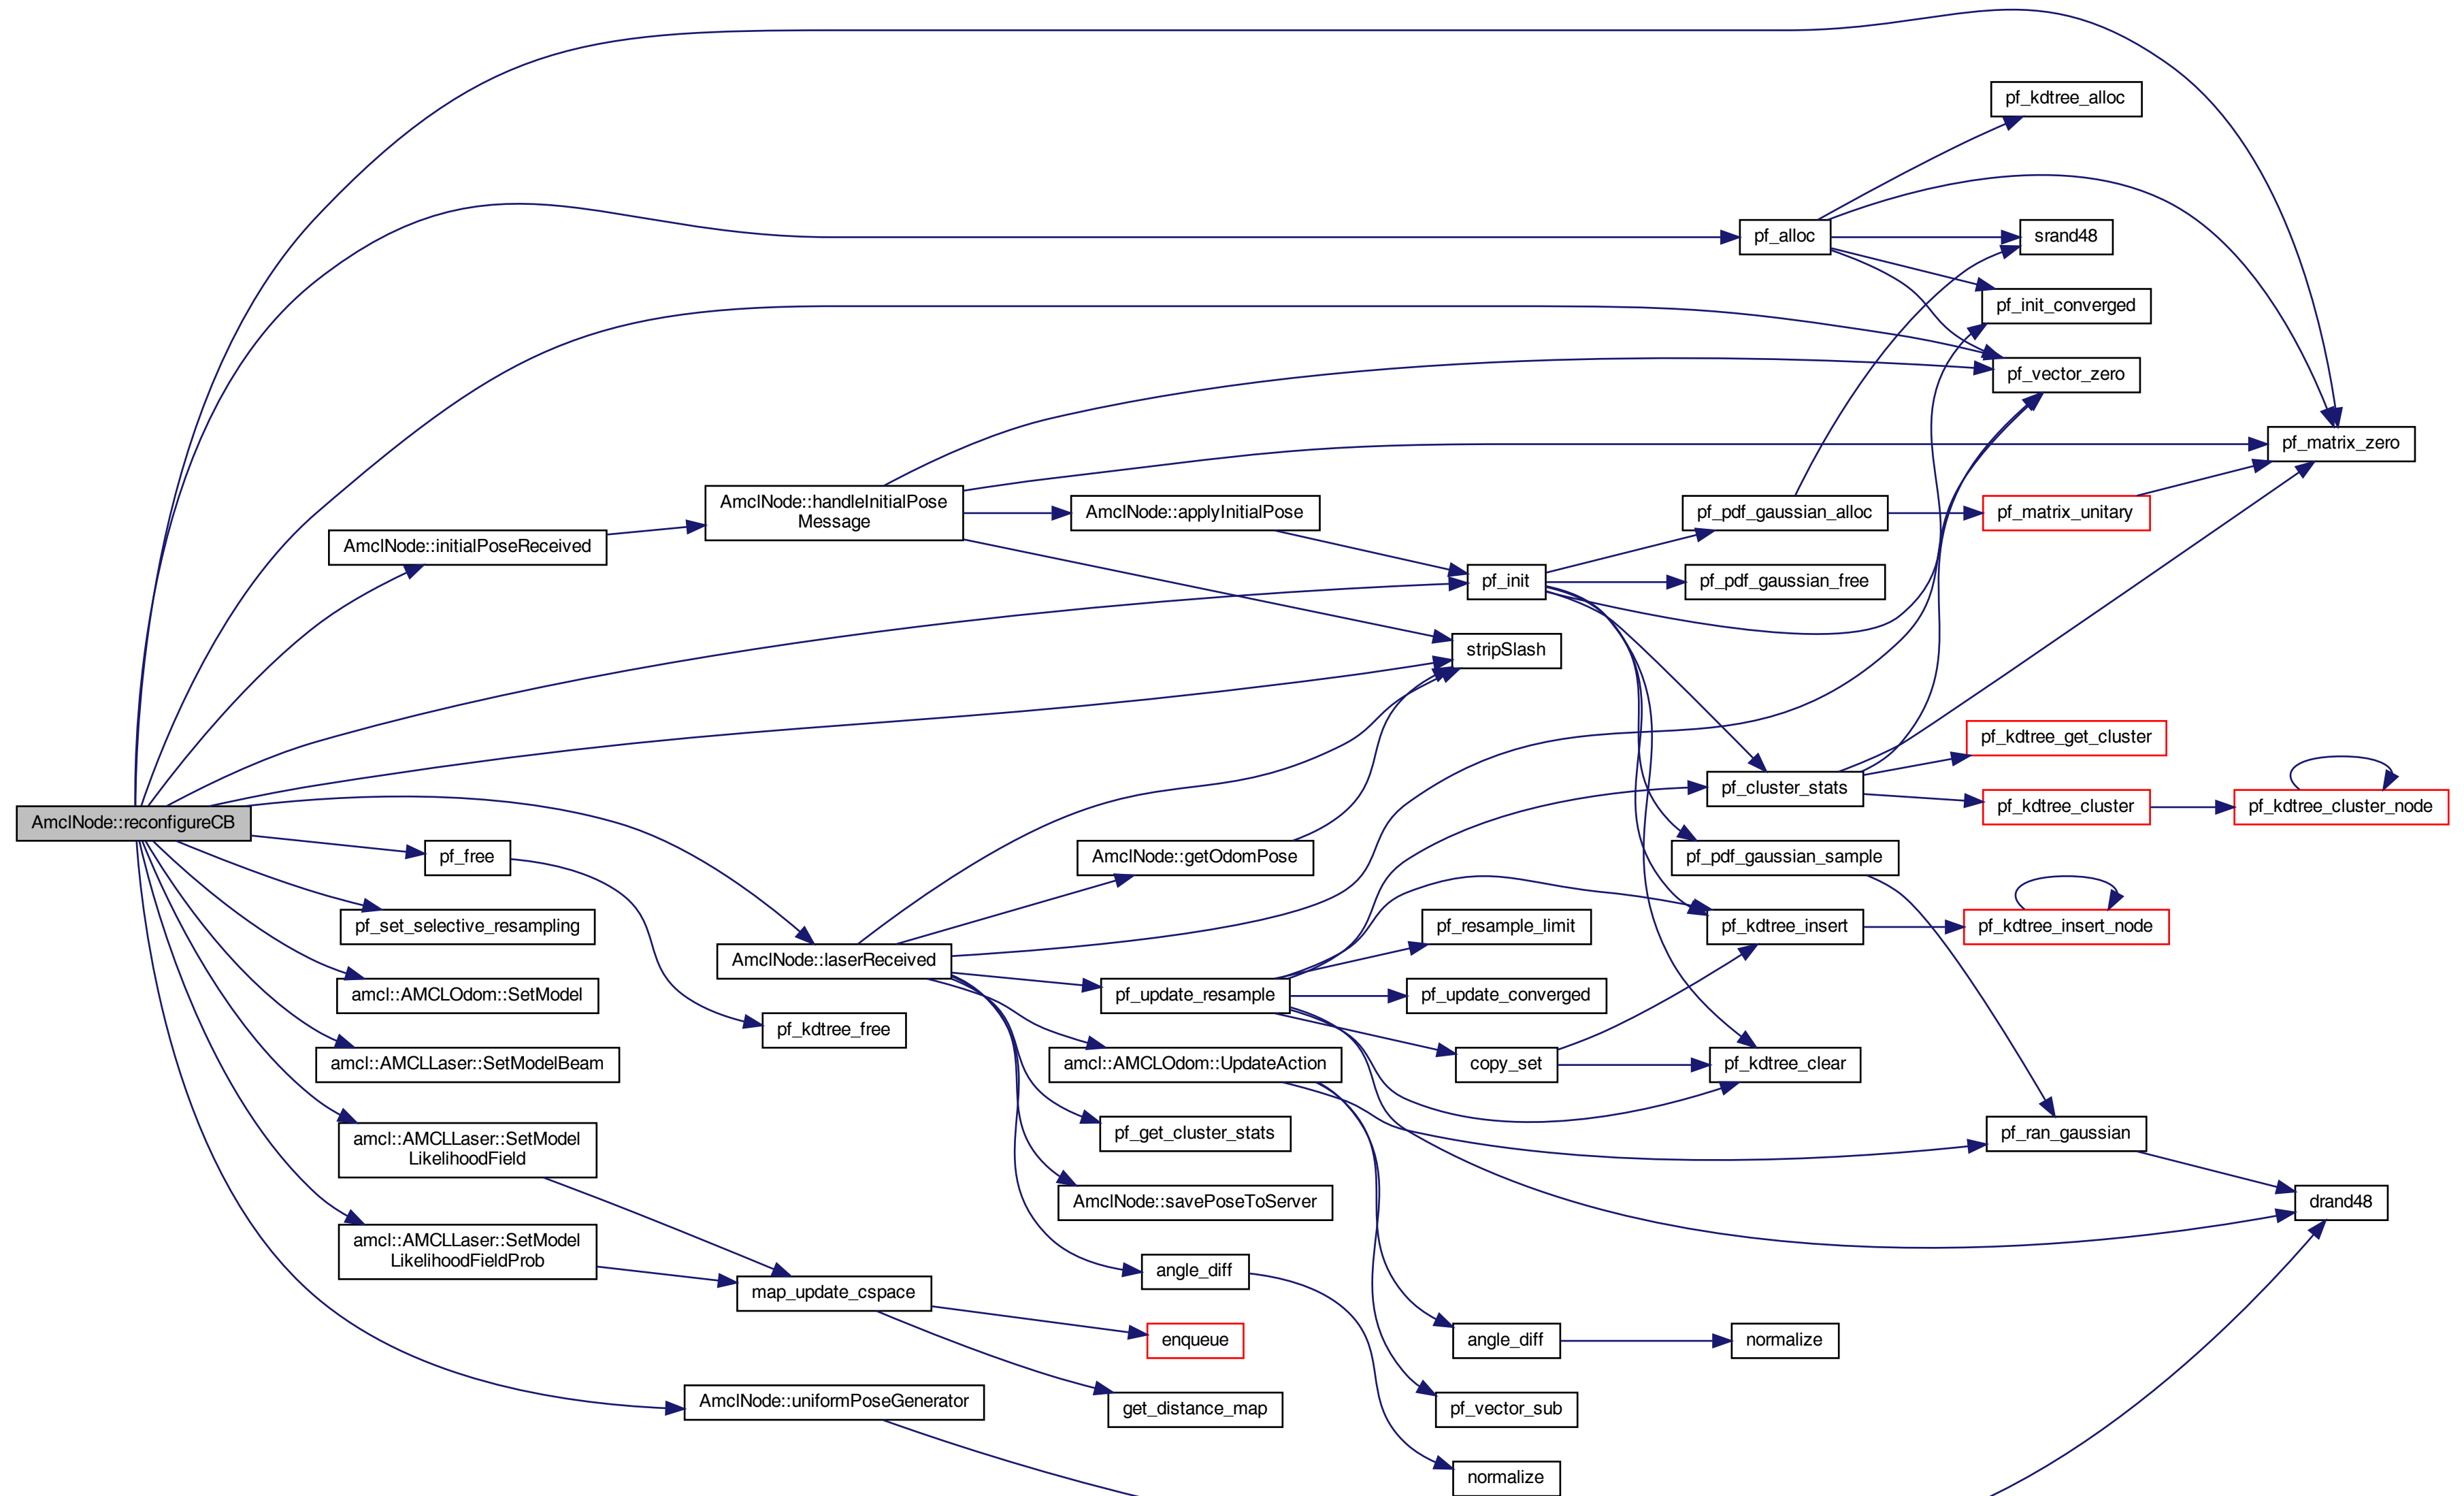 pf_kdtree_alloc
pf_alloc
srand48
pf_init_converged
pf_vector_zero
pf_matrix_zero
AmclNode::handleInitialPose
Message
AmclNode::applyInitialPose
pf_pdf_gaussian_alloc
pf_matrix_unitary
AmclNode::initialPoseReceived
pf_init
pf_pdf_gaussian_free
stripSlash
pf_kdtree_get_cluster
pf_cluster_stats
pf_kdtree_cluster
pf_kdtree_cluster_node
AmclNode::reconfigureCB
pf_free
AmclNode::getOdomPose
pf_pdf_gaussian_sample
pf_set_selective_resampling
pf_resample_limit
pf_kdtree_insert
pf_kdtree_insert_node
AmclNode::laserReceived
amcl::AMCLOdom::SetModel
pf_update_resample
pf_update_converged
pf_kdtree_free
amcl::AMCLLaser::SetModelBeam
amcl::AMCLOdom::UpdateAction
copy_set
pf_kdtree_clear
pf_get_cluster_stats
pf_ran_gaussian
amcl::AMCLLaser::SetModel
LikelihoodField
AmclNode::savePoseToServer
drand48
amcl::AMCLLaser::SetModel
LikelihoodFieldProb
angle_diff
map_update_cspace
enqueue
angle_diff
normalize
AmclNode::uniformPoseGenerator
get_distance_map
pf_vector_sub
normalize